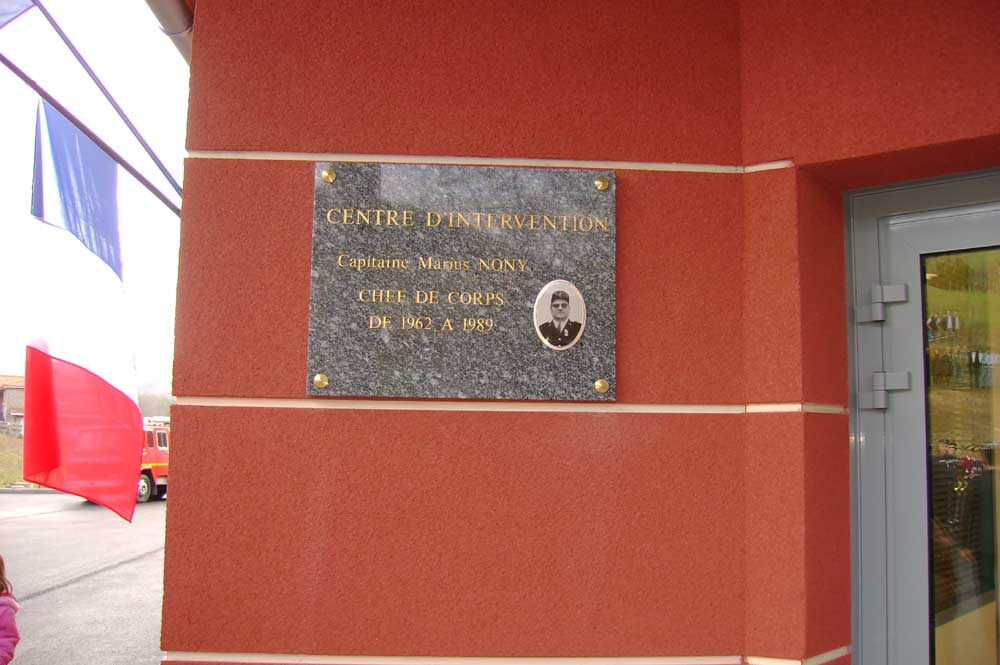 CENTRE D'INTERVENTION
Capitaine Marius NONY
CHEF DE CORPS
DE 1962 A 1989